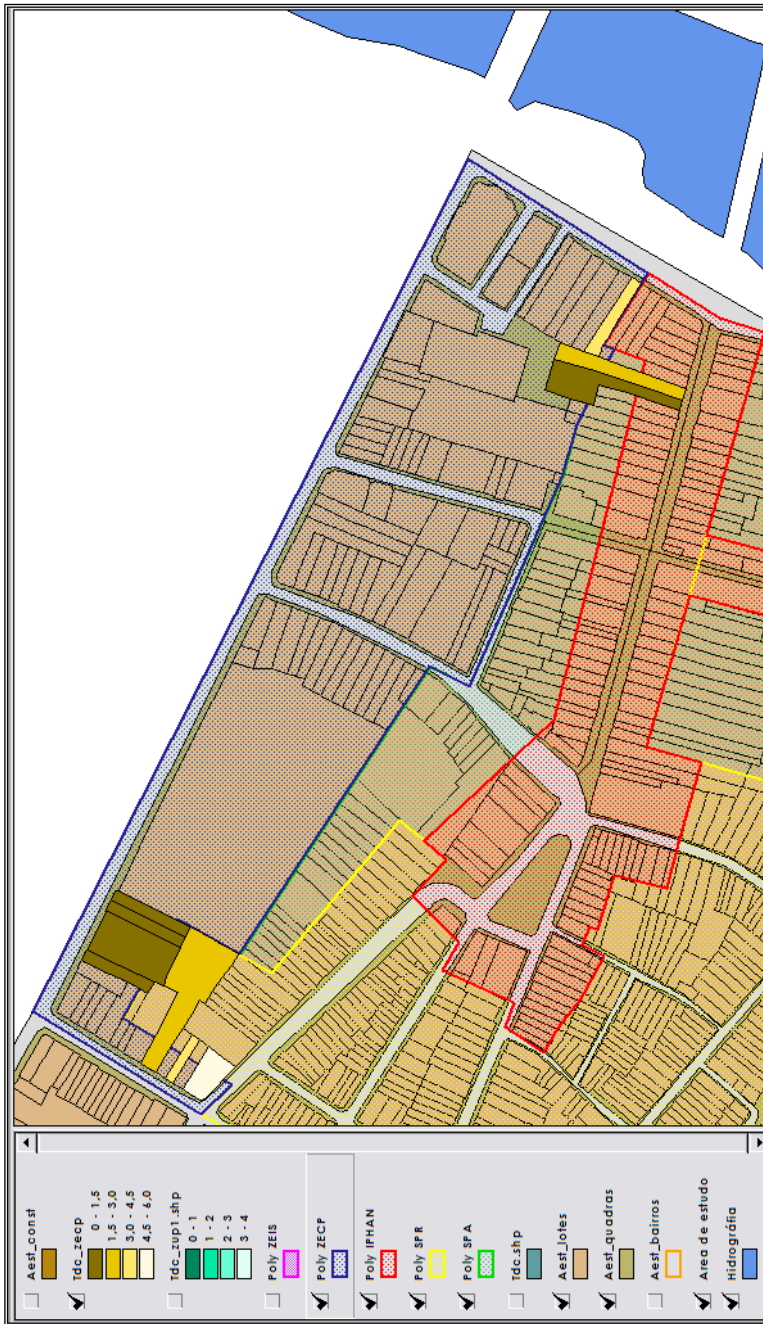 Aest_const
Tdc_zecp
0 - 1,5
1,5 - 3,0
3,0 - 4,5
4,5 - 6,0
Tdc_zup1.shp
0 - 1
1 - 2
2 - 3
3 - 4
Poly ZEIS
Poly ZECP
Poly IPHAN
Poly SPR
Poly SPA
Tdc.shp
Aest_lotes
Aest_quadras
Aest_bairros
Area de estudo
Hidrográfia